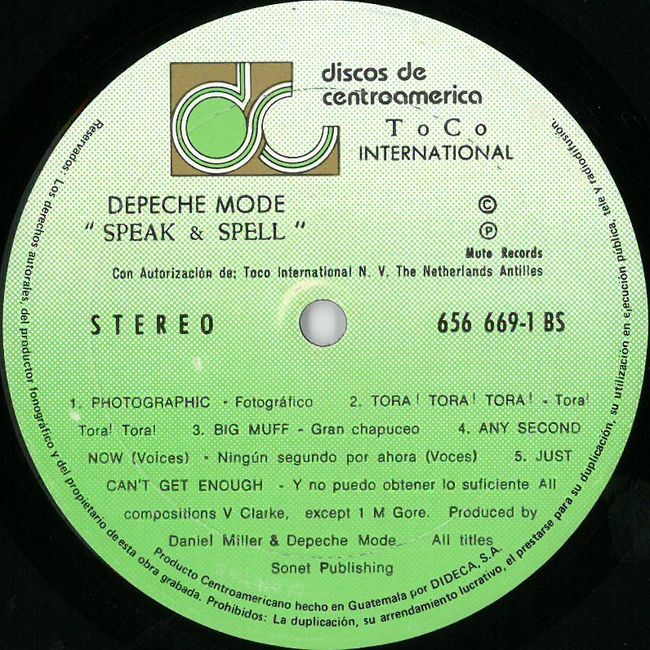 dc
discos de
centroamerica
ToCo
INTERNATIONAL
DEPECHE MODE
" SPEAK & SPELL "
©
℗
Mute Records
Con Autorización de: Toco International N. V. The Netherlands Antilles
STEREO
656 669-1 BS
1. PHOTOGRAPHIC - Fotográfico 2. TORA! TORA! TORA! - Tora!
Tora! Tora! 3. BIG MUFF - Gran chapuceo 4. ANY SECOND
NOW (Voices) - Ningún segundo por ahora (Voces) 5. JUST
CAN'T GET ENOUGH - Y no puedo obtener lo suficiente All
compositions V Clarke, except 1 M Gore. Produced by
Daniel Miller & Depeche Mode. All titles
Sonet Publishing
Reservados: Los derechos autorales, del productor fonográfico y del propietario de esta obra grabada. Prohibidos: La duplicación, su arrendamiento lucrativo, el prestarse para su duplicación, su utilización en ejecución pública, tele y radiodifusión.
Producto Centroamericano hecho en Guatemala por DIDECA, S.A.